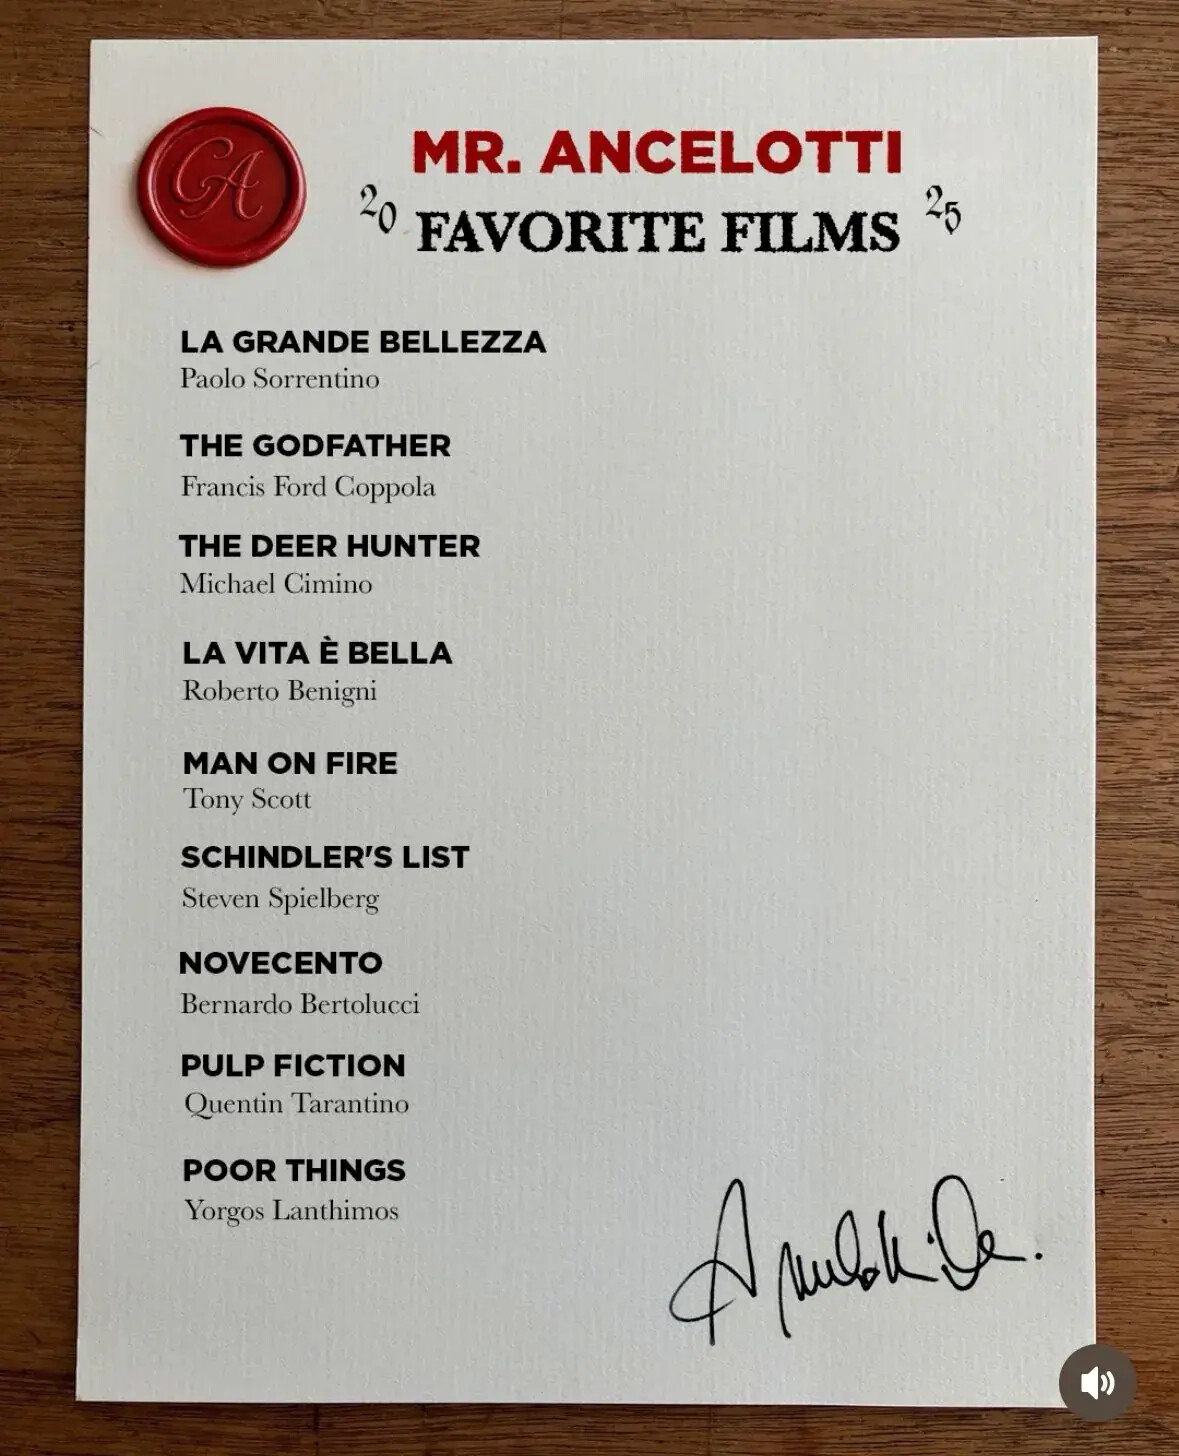 CA
MR. ANCELOTTI
20 FAVORITE FILMS 25
LA GRANDE BELLEZZA
Paolo Sorrentino
THE GODFATHER
Francis Ford Coppola
THE DEER HUNTER
Michael Cimino
LA VITA È BELLA
Roberto Benigni
MAN ON FIRE
Tony Scott
SCHINDLER'S LIST
Steven Spielberg
NOVECENTO
Bernardo Bertolucci
PULP FICTION
Quentin Tarantino
POOR THINGS
Yorgos Lanthimos